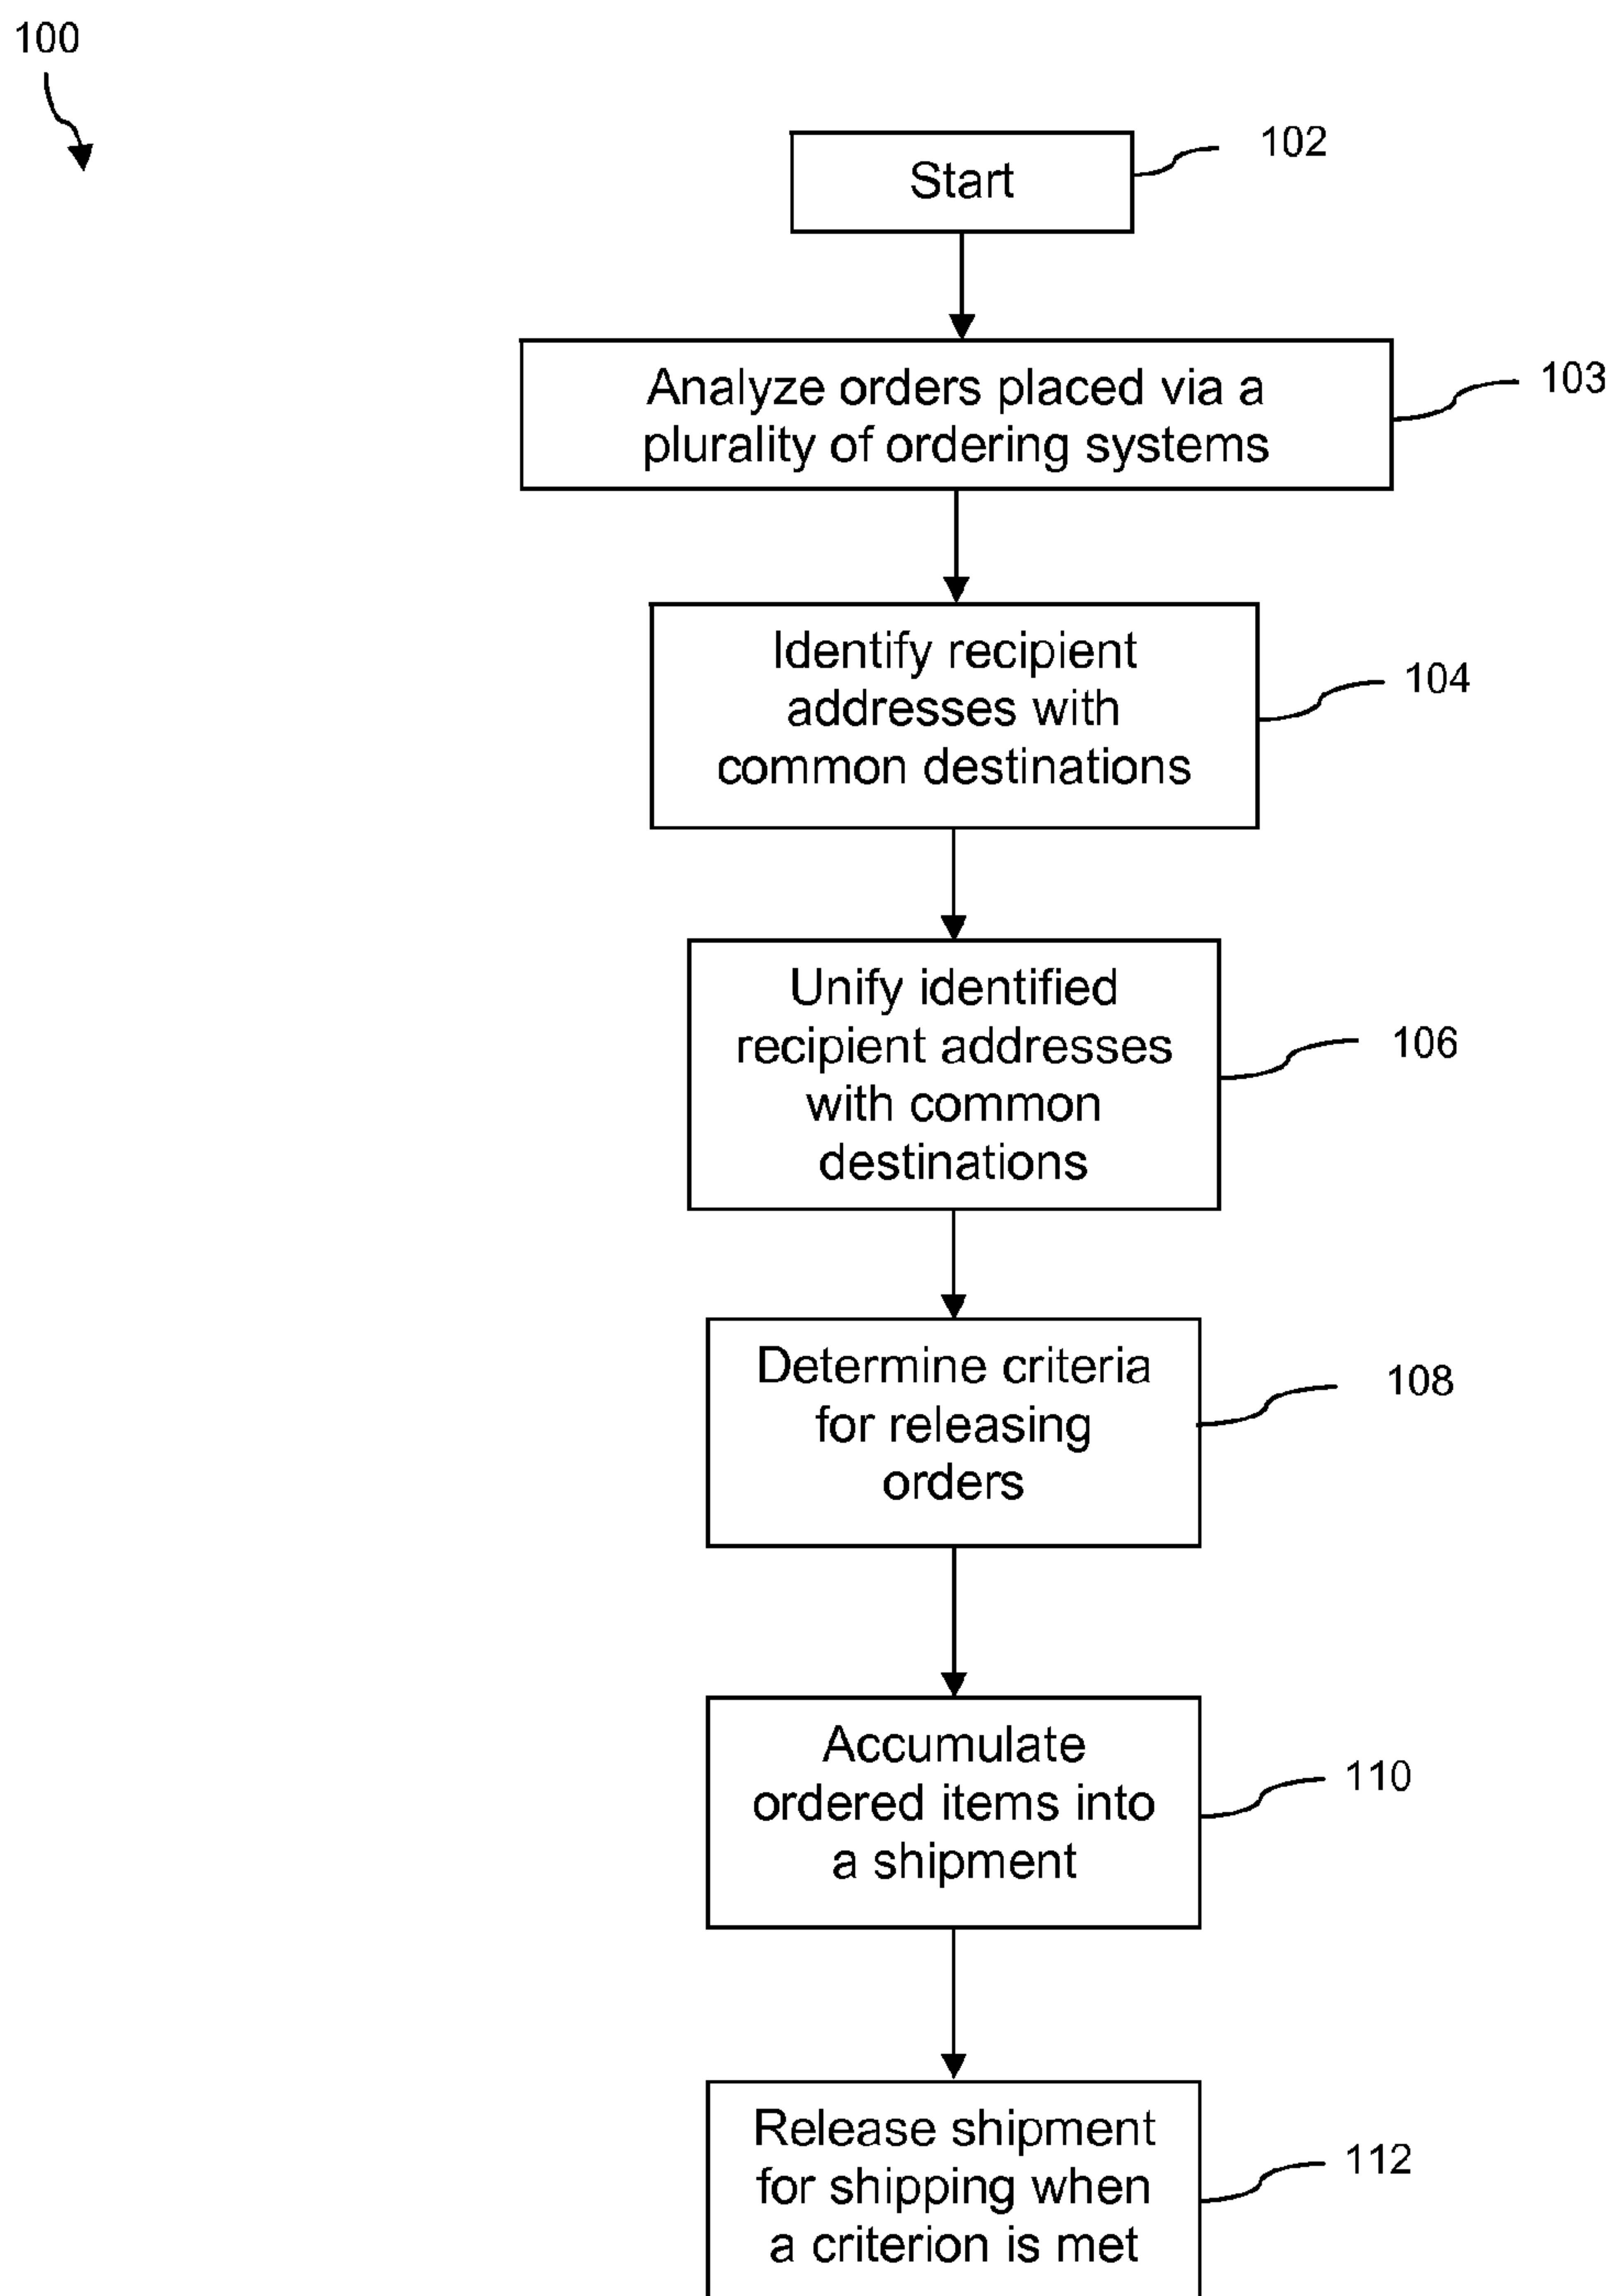 100
Start
102
Analyze orders placed via a
plurality of ordering systems
103
Identify recipient
addresses with
common destinations
104
Unify identified
recipient addresses
with common
destinations
106
Determine criteria
for releasing
orders
108
Accumulate
ordered items into
a shipment
110
Release shipment
for shipping when
a criterion is met
112